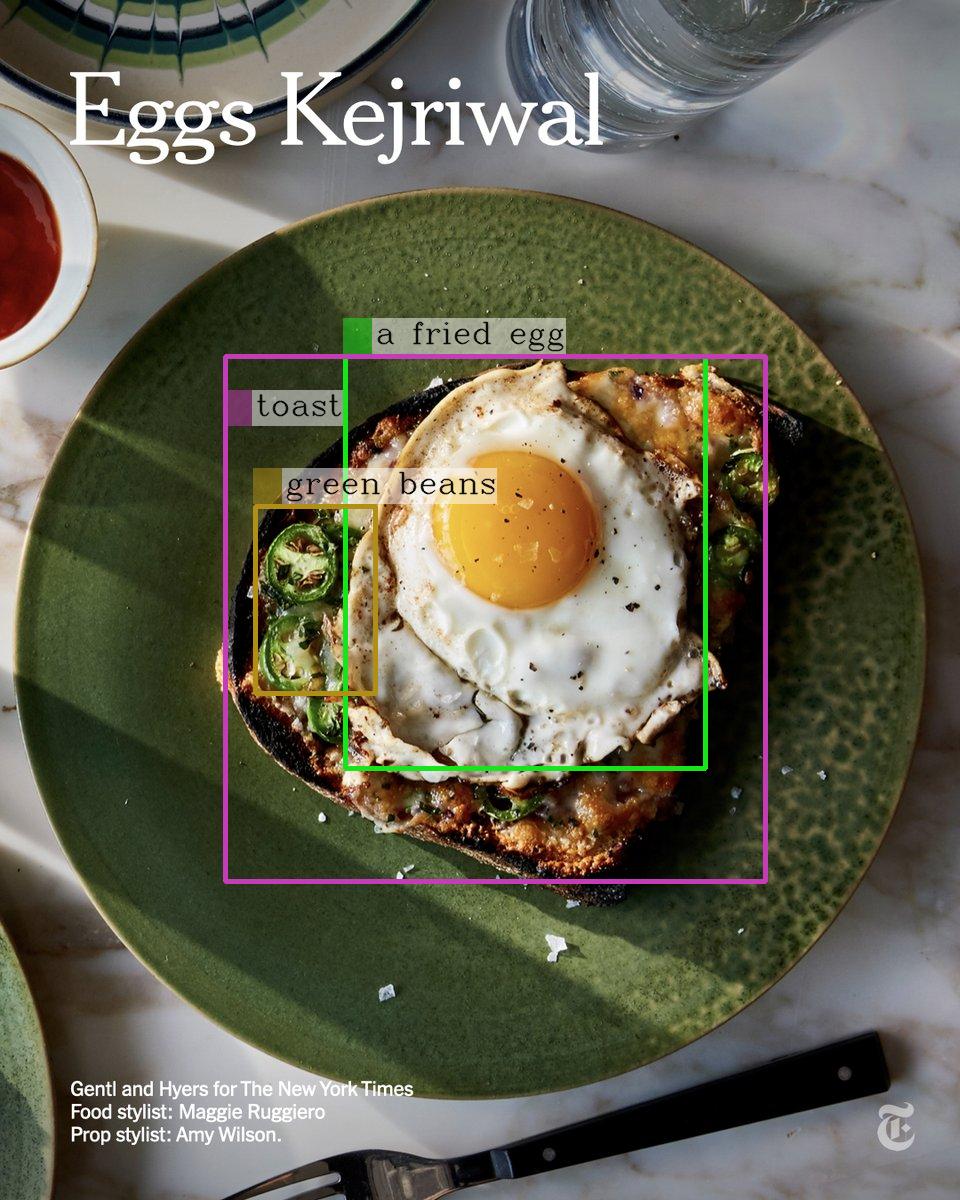 Eggs Kejriwal
a fried egg
toast
green beans
Gentl and Hyers for The New York Times
Food stylist: Maggie Ruggiero
Prop stylist: Amy Wilson.
T